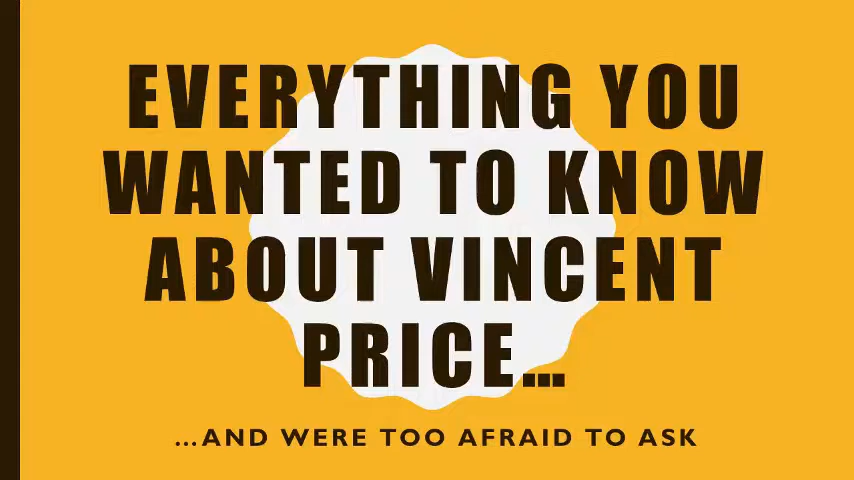 EVERYTHING YOU
WANTED TO KNOW
ABOUT VINCENT
PRICE…
…AND WERE TOO AFRAID TO ASK